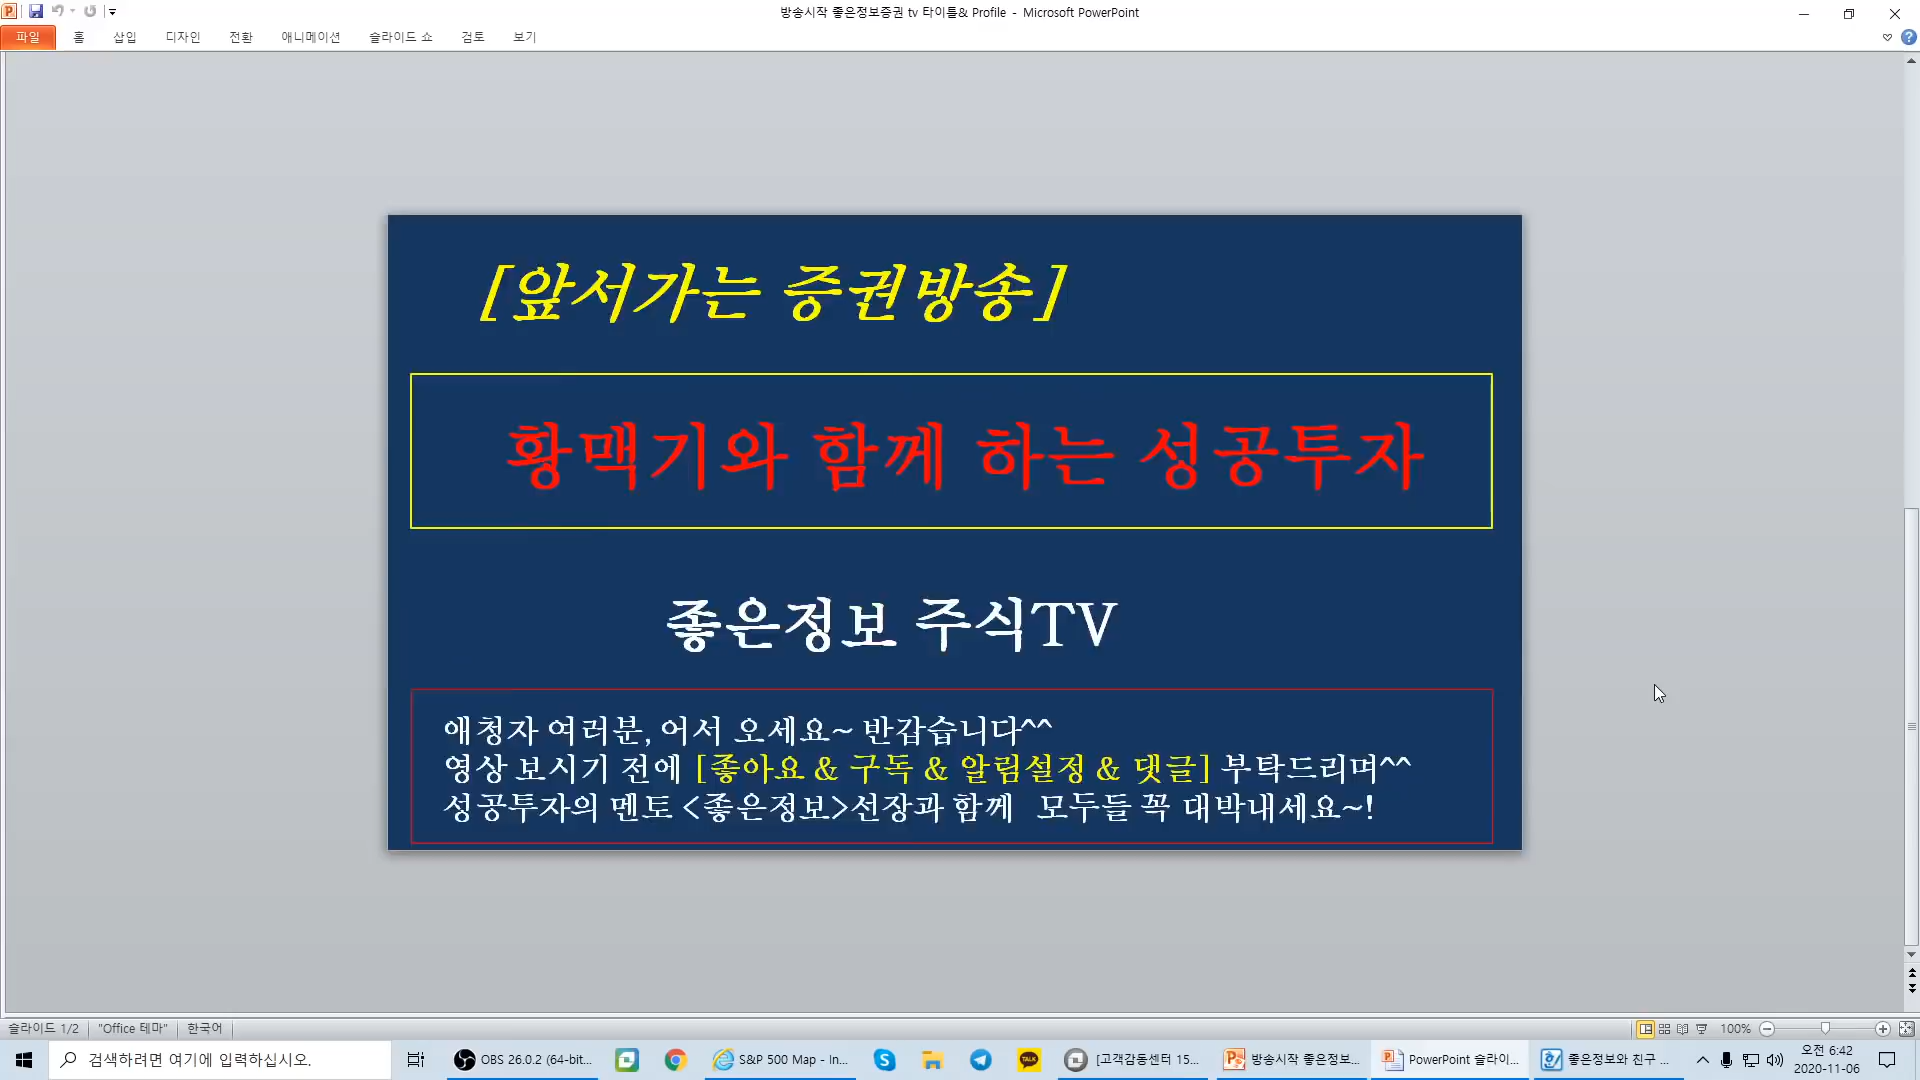 방송시작 좋은정보증권 tv 타이틀& Profile - Microsoft PowerPoint
파일 홈 삽입 디자인 전환 애니메이션 슬라이드 쇼 검토 보기
[앞서가는 증권방송]
황맥기와 함께 하는 성공투자
좋은정보 주식TV
애청자 여러분, 어서 오세요~ 반갑습니다^^
영상 보시기 전에 [좋아요 & 구독 & 알림설정 & 댓글] 부탁드리며^^
성공투자의 멘토 <좋은정보>선장과 함께 모두들 꼭 대박내세요~!
슬라이드 1/2 "Office 테마" 한국어 100%
검색하려면 여기에 입력하십시오. OBS 26.0.2 (64-bit... S&P 500 Map - In... TALK [고객감동센터 15... 방송시작 좋은정보... PowerPoint 슬라이... 좋은정보와 친구 ... 오전 6:42
2020-11-06